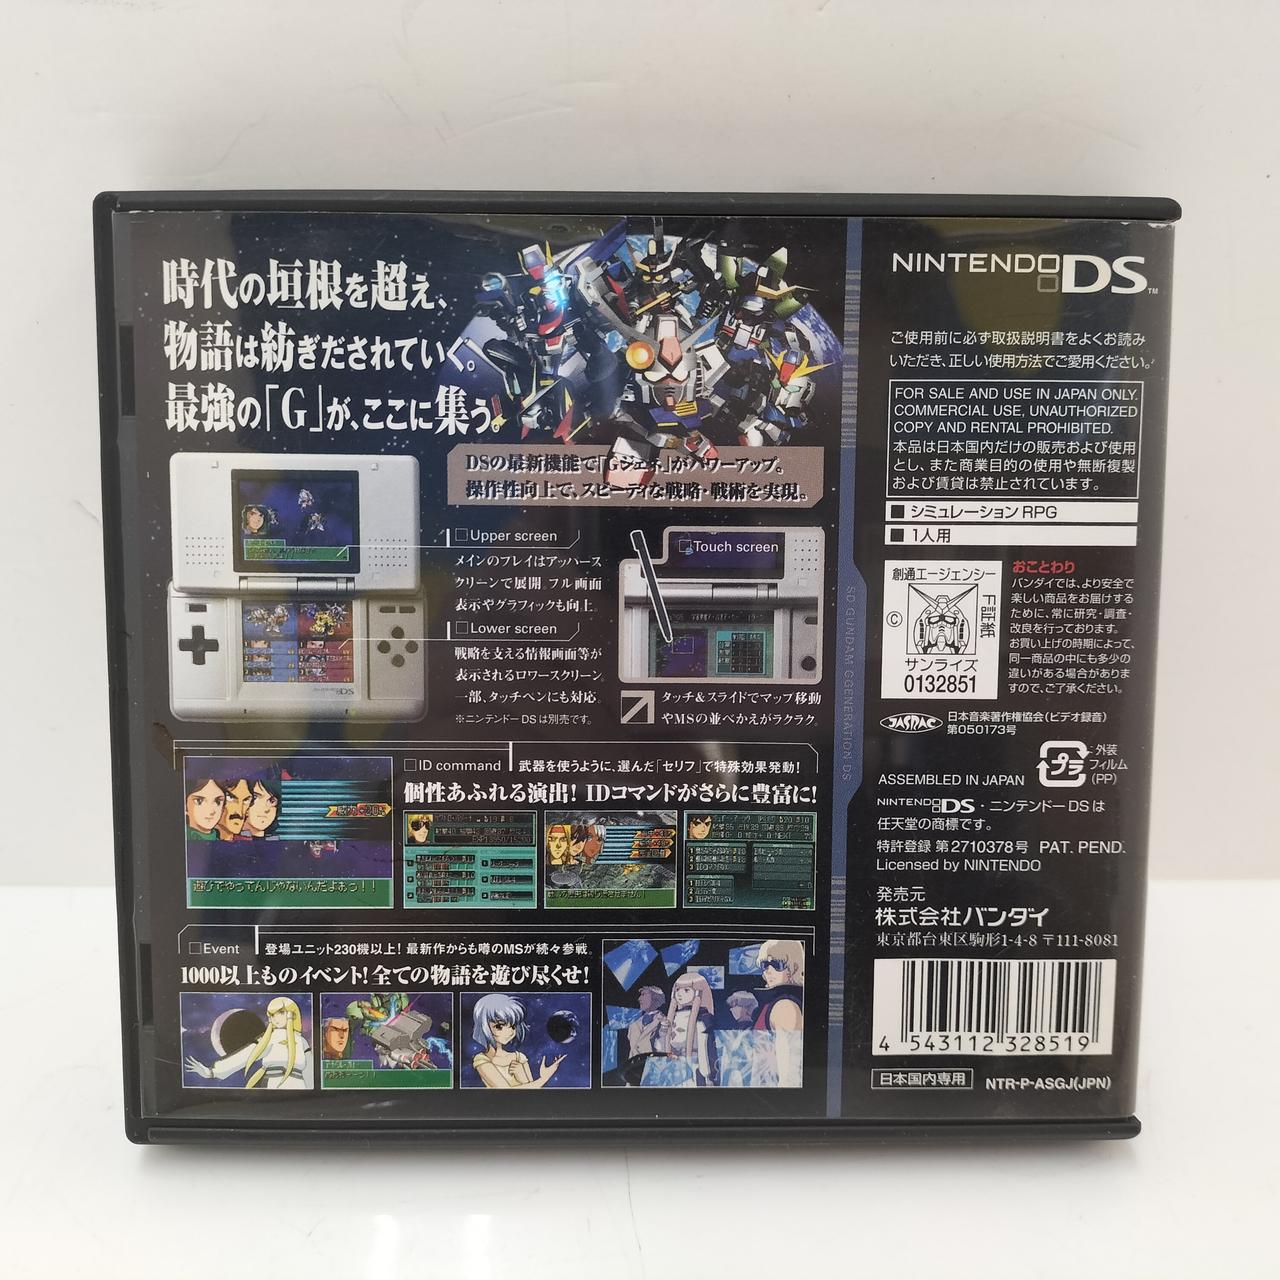 時代の垣根を超え、
物語は紡ぎだされていく。
最強の「G」が、ここに集う!
DSの最新機能で「Gジェネ」がパワーアップ。
操作性向上で、スピーディな戦略・戦術を実現。
□Upper screen
メインのプレイはアッパース
クリーンで展開。フル画面
表示やグラフィックも向上。
□Lower screen
戦略を支える情報画面等が
表示されるロワースクリーン。
一部、タッチペンにも対応。
※ニンテンドーDSは別売です。
□Touch screen
タッチ&スライドでマップ移動
やMSの並べかえがラクラク。
□ID command
武器を使うように、選んだ「セリフ」で特殊効果発動!
個性あふれる演出! IDコマンドがさらに豊富に!
遊びでやってんじゃないんだよおっ!!
□Event
登場ユニット230機以上! 最新作からも噂のMSが続々参戦。
1000以上ものイベント!全ての物語を遊び尽くせ!
SD GUNDAM GGENERATION DS
NINTENDO DS™
ご使用前に必ず取扱説明書をよくお読み
いただき、正しい使用方法でご愛用ください。
FOR SALE AND USE IN JAPAN ONLY.
COMMERCIAL USE, UNAUTHORIZED
COPY AND RENTAL PROHIBITED.
本品は日本国内だけの販売および使用
とし、また商業目的の使用や無断複製
および賃貸は禁止されています。
■ シミュレーションRPG
■ 1人用
創通エージェンシー
©
許証紙
サンライズ
0132851
おことわり
バンダイでは、より安全で
楽しい商品をお届けする
ために、常に研究・調査・
改良を行っております。
お買い上げの時期によって、
同一商品の中にも多少の
違いがある場合がありま
すので、ご了承ください。
JASRAC
日本音楽著作権協会(ビデオ録音)
第050173号
ASSEMBLED IN JAPAN
プラ
:外装
フィルム
(PP)
NINTENDO DS・ニンテンドーDSは
任天堂の商標です。
特許登録 第2710378号 PAT. PEND.
Licensed by NINTENDO
発売元
株式会社バンダイ
東京都台東区駒形1-4-8 〒111-8081
4 543112 328519
日本国内専用
NTR-P-ASGJ(JPN)